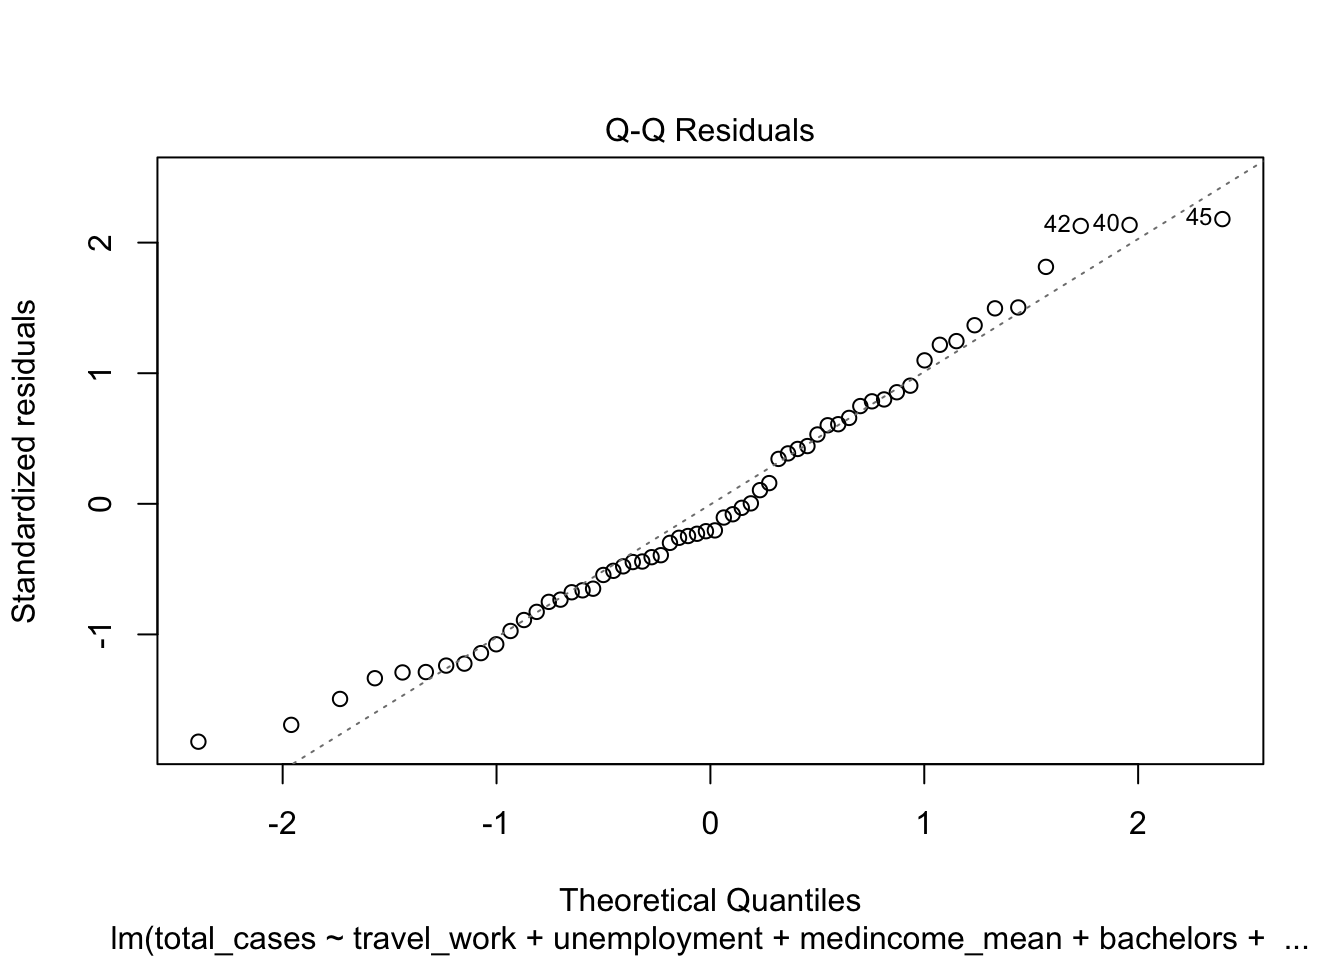 Q-Q Residuals
Standardized residuals
2
1
0
-1
42
40
45
-2 -1 0 1 2
Theoretical Quantiles
lm(total_cases ~ travel_work + unemployment + medincome_mean + bachelors + ...